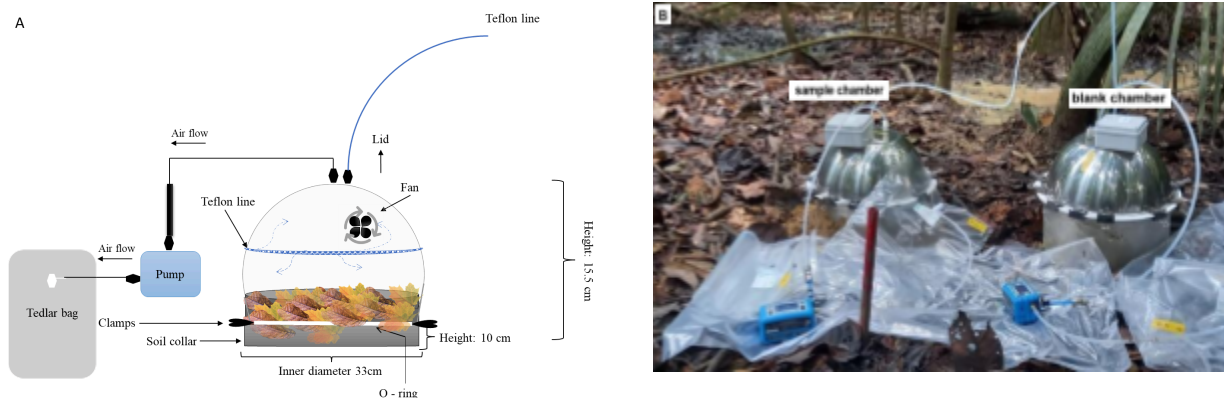 A
Teflon line
Air flow
Lid
Fan
Teflon line
Air flow
Pump
Tedlar bag
Clamps
Soil collar
Height: 10 cm
Height: 15.5 cm
Inner diameter 33cm
O - ring
B
sample chamber
blank chamber